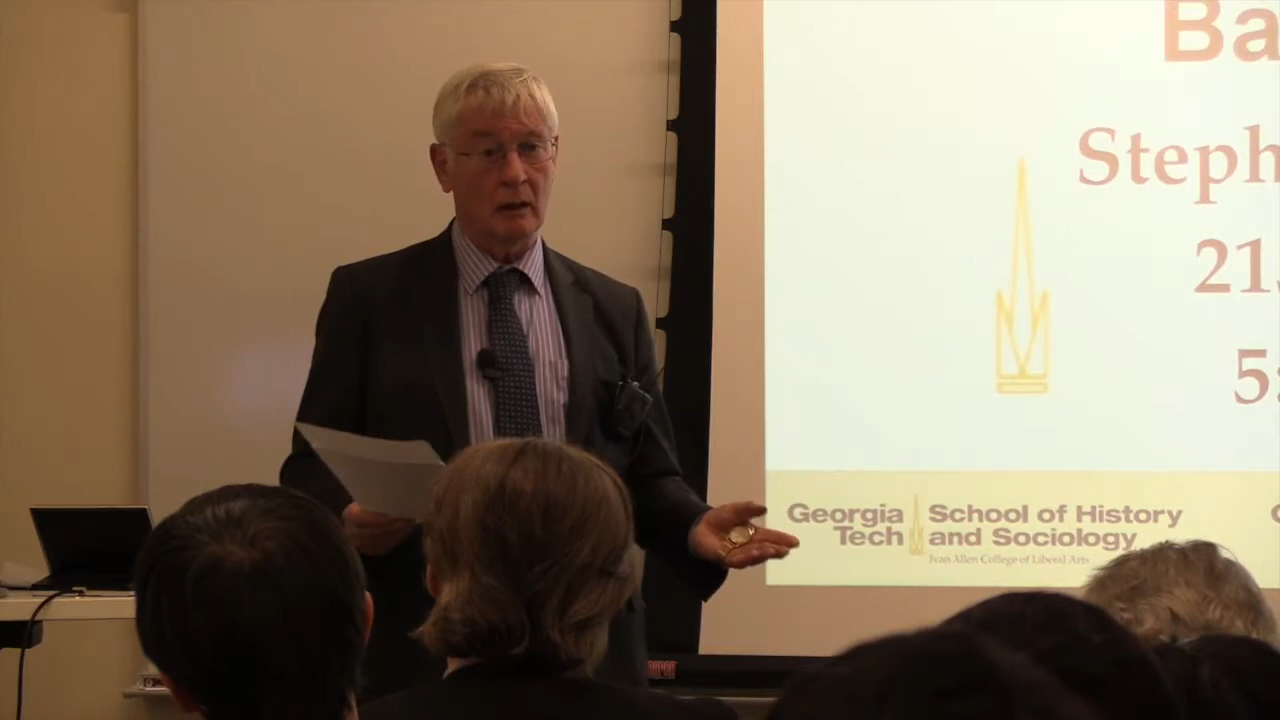 Ba
Steph
21,
5:
Georgia
Tech
School of History
and Sociology
Ivan Allen College of Liberal Arts